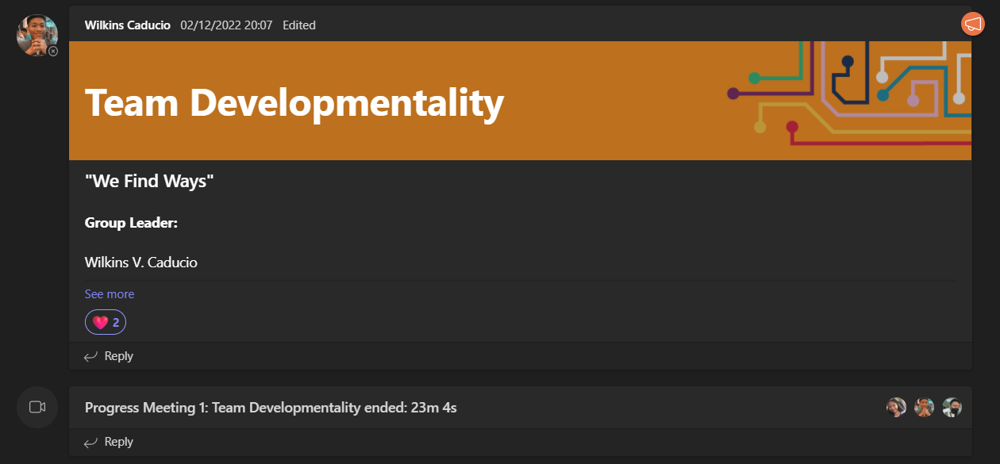 Wilkins Caducio 02/12/2022 20:07 Edited
Team Developmentality
"We Find Ways"
Group Leader:
Wilkins V. Caducio
See more
2
Reply
Progress Meeting 1: Team Developmentality ended: 23m 4s
Reply